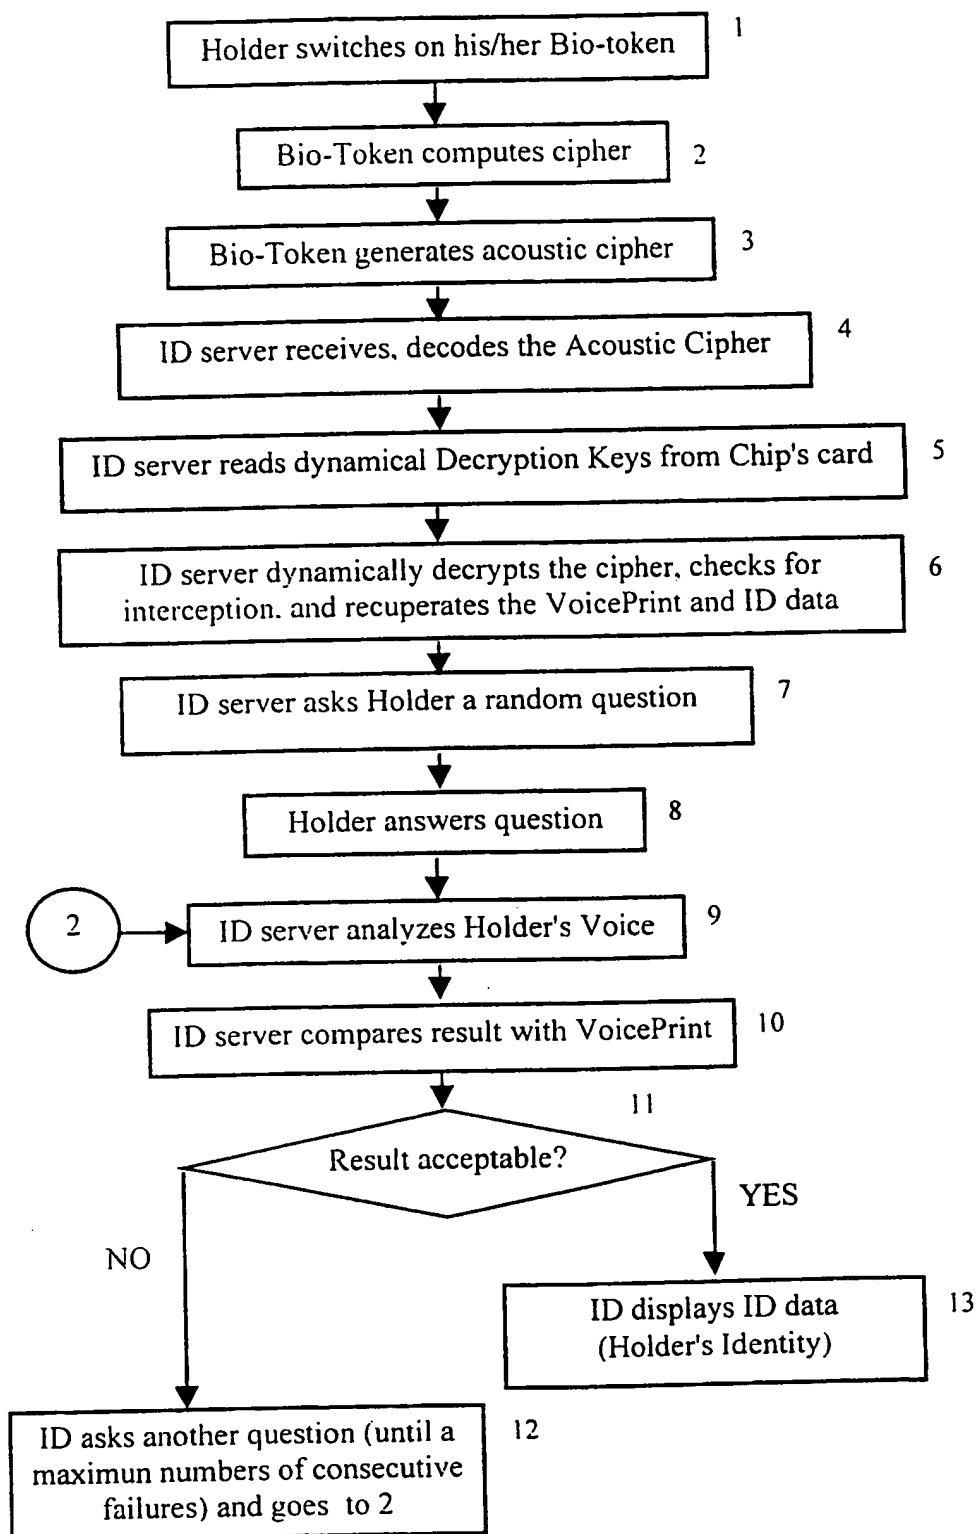 Holder switches on his/her Bio-token 1
Bio-Token computes cipher 2
Bio-Token generates acoustic cipher 3
ID server receives, decodes the Acoustic Cipher 4
ID server reads dynamical Decryption Keys from Chip's card 5
ID server dynamically decrypts the cipher, checks for 6
interception. and recuperates the VoicePrint and ID data
ID server asks Holder a random question 7
Holder answers question 8
2 ID server analyzes Holder's Voice 9
ID server compares result with VoicePrint 10
11
Result acceptable?
YES
NO
ID displays ID data 13
(Holder's Identity)
ID asks another question (until a 12
maximun numbers of consecutive
failures) and goes to 2